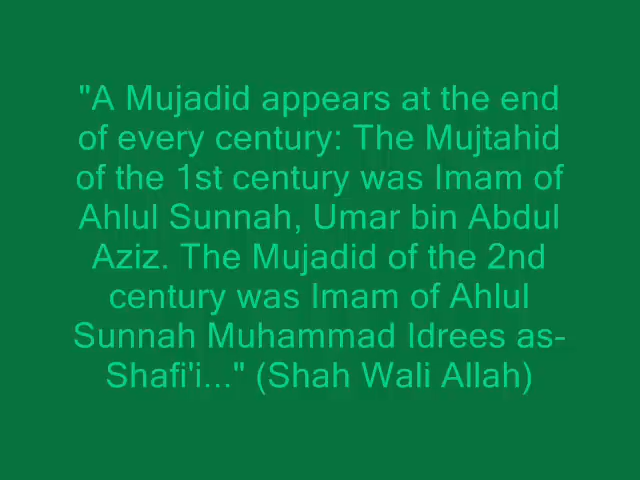 "A Mujadid appears at the end
of every century: The Mujtahid
of the 1st century was Imam of
Ahlul Sunnah, Umar bin Abdul
Aziz. The Mujadid of the 2nd
century was Imam of Ahlul
Sunnah Muhammad Idrees as-
Shafi'i..." (Shah Wali Allah)